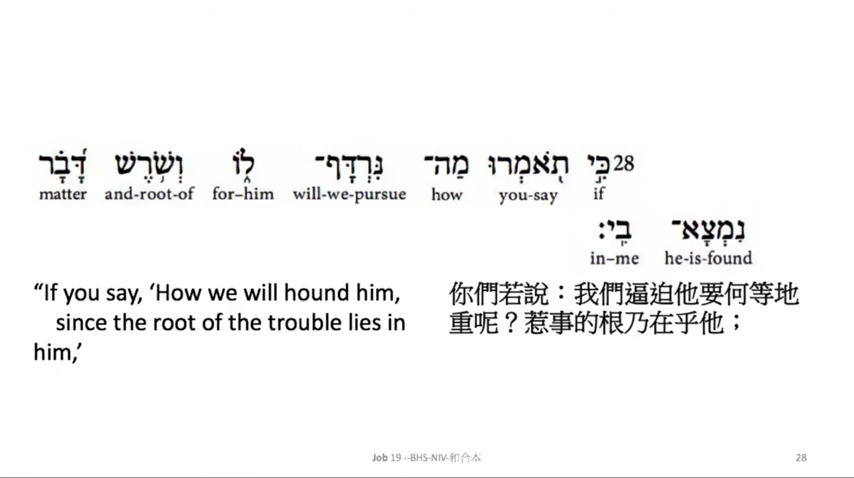 28כִּ֣י תֹ֭אמְרוּ מַה־ נִּרְדָּף־ ל֑וֹ וְשֹׁ֥רֶשׁ דָּ֝בָ֗ר
matter and-root-of for–him will-we-pursue how you-say if
נִמְצָא־ בִֽי׃
in–me he-is-found
“If you say, ‘How we will hound him,
since the root of the trouble lies in
him,’
你們若說：我們逼迫他要何等地
重呢？惹事的根乃在乎他；
Job 19 --BHS-NIV-和合本
28